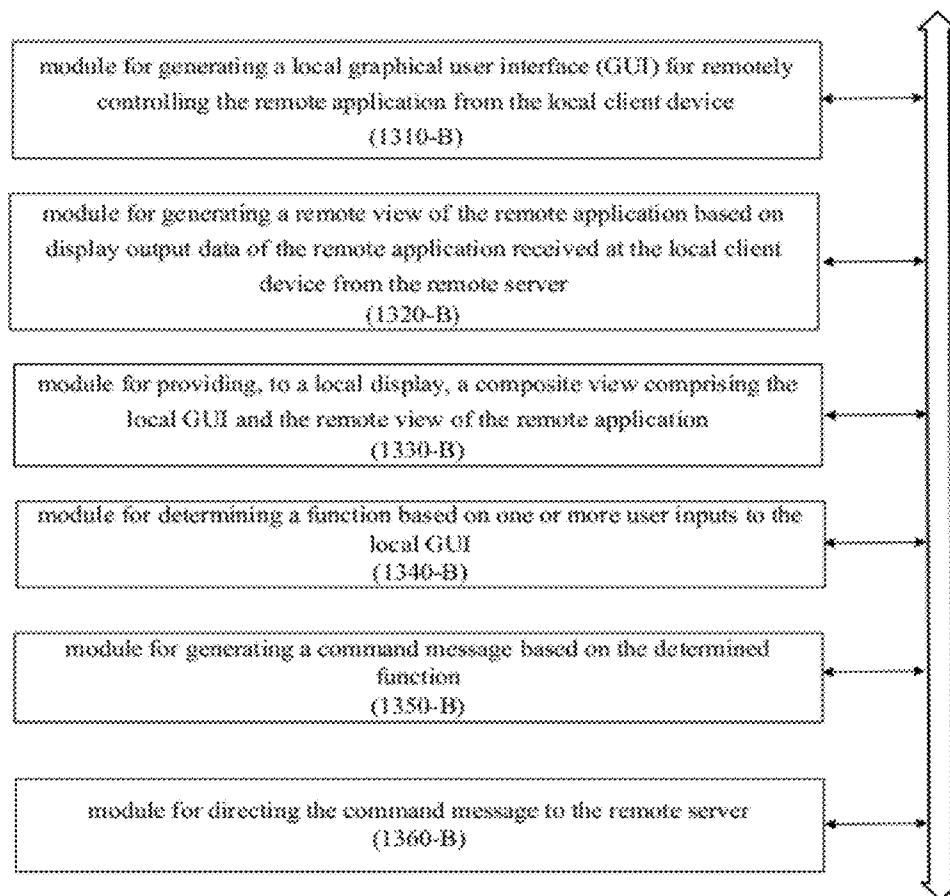 module for generating a local graphical user interface (GUI) for remotely
controlling the remote application from the local client device
(1310-B)
module for generating a remote view of the remote application based on
display output data of the remote application received at the local client
device from the remote server
(1320-B)
module for providing, to a local display, a composite view comprising the
local GUI and the remote view of the remote application
(1330-B)
module for determining a function based on one or more user inputs to the
local GUI
(1340-B)
module for generating a command message based on the determined
function
(1350-B)
module for directing the command message to the remote server
(1360-B)